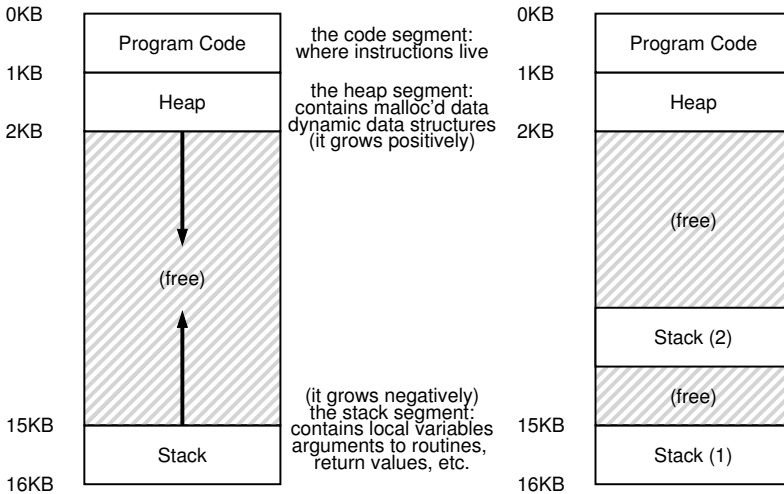 0KB
Program Code
the code segment:
where instructions live
1KB
Heap
the heap segment:
contains malloc'd data
dynamic data structures
(it grows positively)
2KB
(free)
(it grows negatively)
the stack segment:
contains local variables
arguments to routines,
return values, etc.
15KB
Stack
16KB
0KB
Program Code
1KB
Heap
2KB
(free)
Stack (2)
(free)
15KB
Stack (1)
16KB